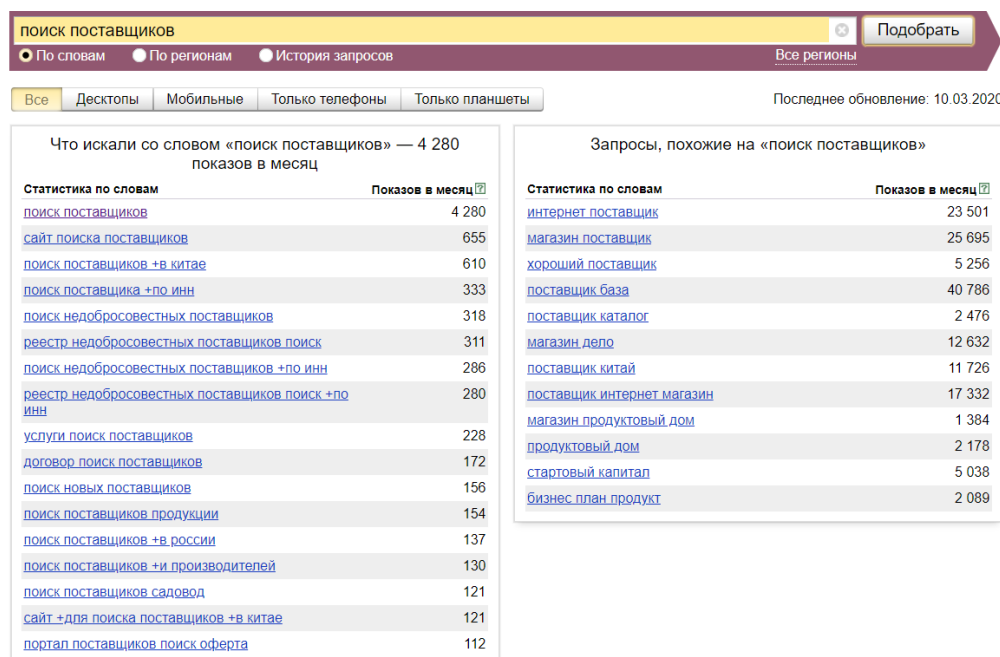 поиск поставщиков
Подобрать
По словам
По регионам
История запросов
Все регионы
Все
Десктопы
Мобильные
Только телефоны
Только планшеты
Последнее обновление: 10.03.2020
Что искали со словом «поиск поставщиков» — 4 280
показов в месяц
Статистика по словам Показов в месяц ?
поиск поставщиков 4 280
сайт поиска поставщиков 655
поиск поставщиков +в китае 610
поиск поставщика +по инн 333
поиск недобросовестных поставщиков 318
реестр недобросовестных поставщиков поиск 311
поиск недобросовестных поставщиков +по инн 286
реестр недобросовестных поставщиков поиск +по 280
инн
услуги поиск поставщиков 228
договор поиск поставщиков 172
поиск новых поставщиков 156
поиск поставщиков продукции 154
поиск поставщиков +в россии 137
поиск поставщиков +и производителей 130
поиск поставщиков садовод 121
сайт +для поиска поставщиков +в китае 121
портал поставщиков поиск оферта 112
Запросы, похожие на «поиск поставщиков»
Статистика по словам Показов в месяц ?
интернет поставщик 23 501
магазин поставщик 25 695
хороший поставщик 5 256
поставщик база 40 786
поставщик каталог 2 476
магазин дело 12 632
поставщик китай 11 726
поставщик интернет магазин 17 332
магазин продуктовый дом 1 384
продуктовый дом 2 178
стартовый капитал 5 038
бизнес план продукт 2 089